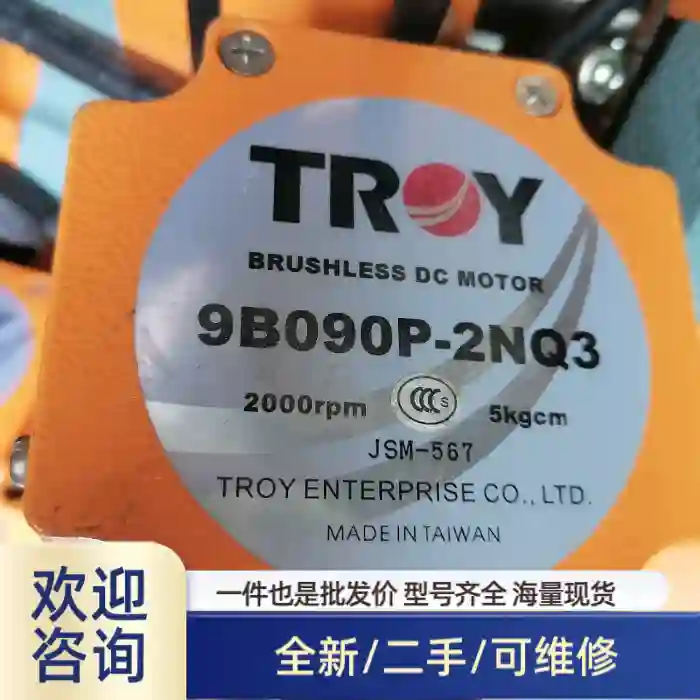 TROY
BRUSHLESS DC MOTOR
9B090P-2NQ3
2000rpm CCC S 5kgcm
JSM-567
TROY ENTERPRISE CO., LTD.
MADE IN TAIWAN
欢迎
咨询
一件也是批发价 型号齐全 海量现货
全新/二手/可维修